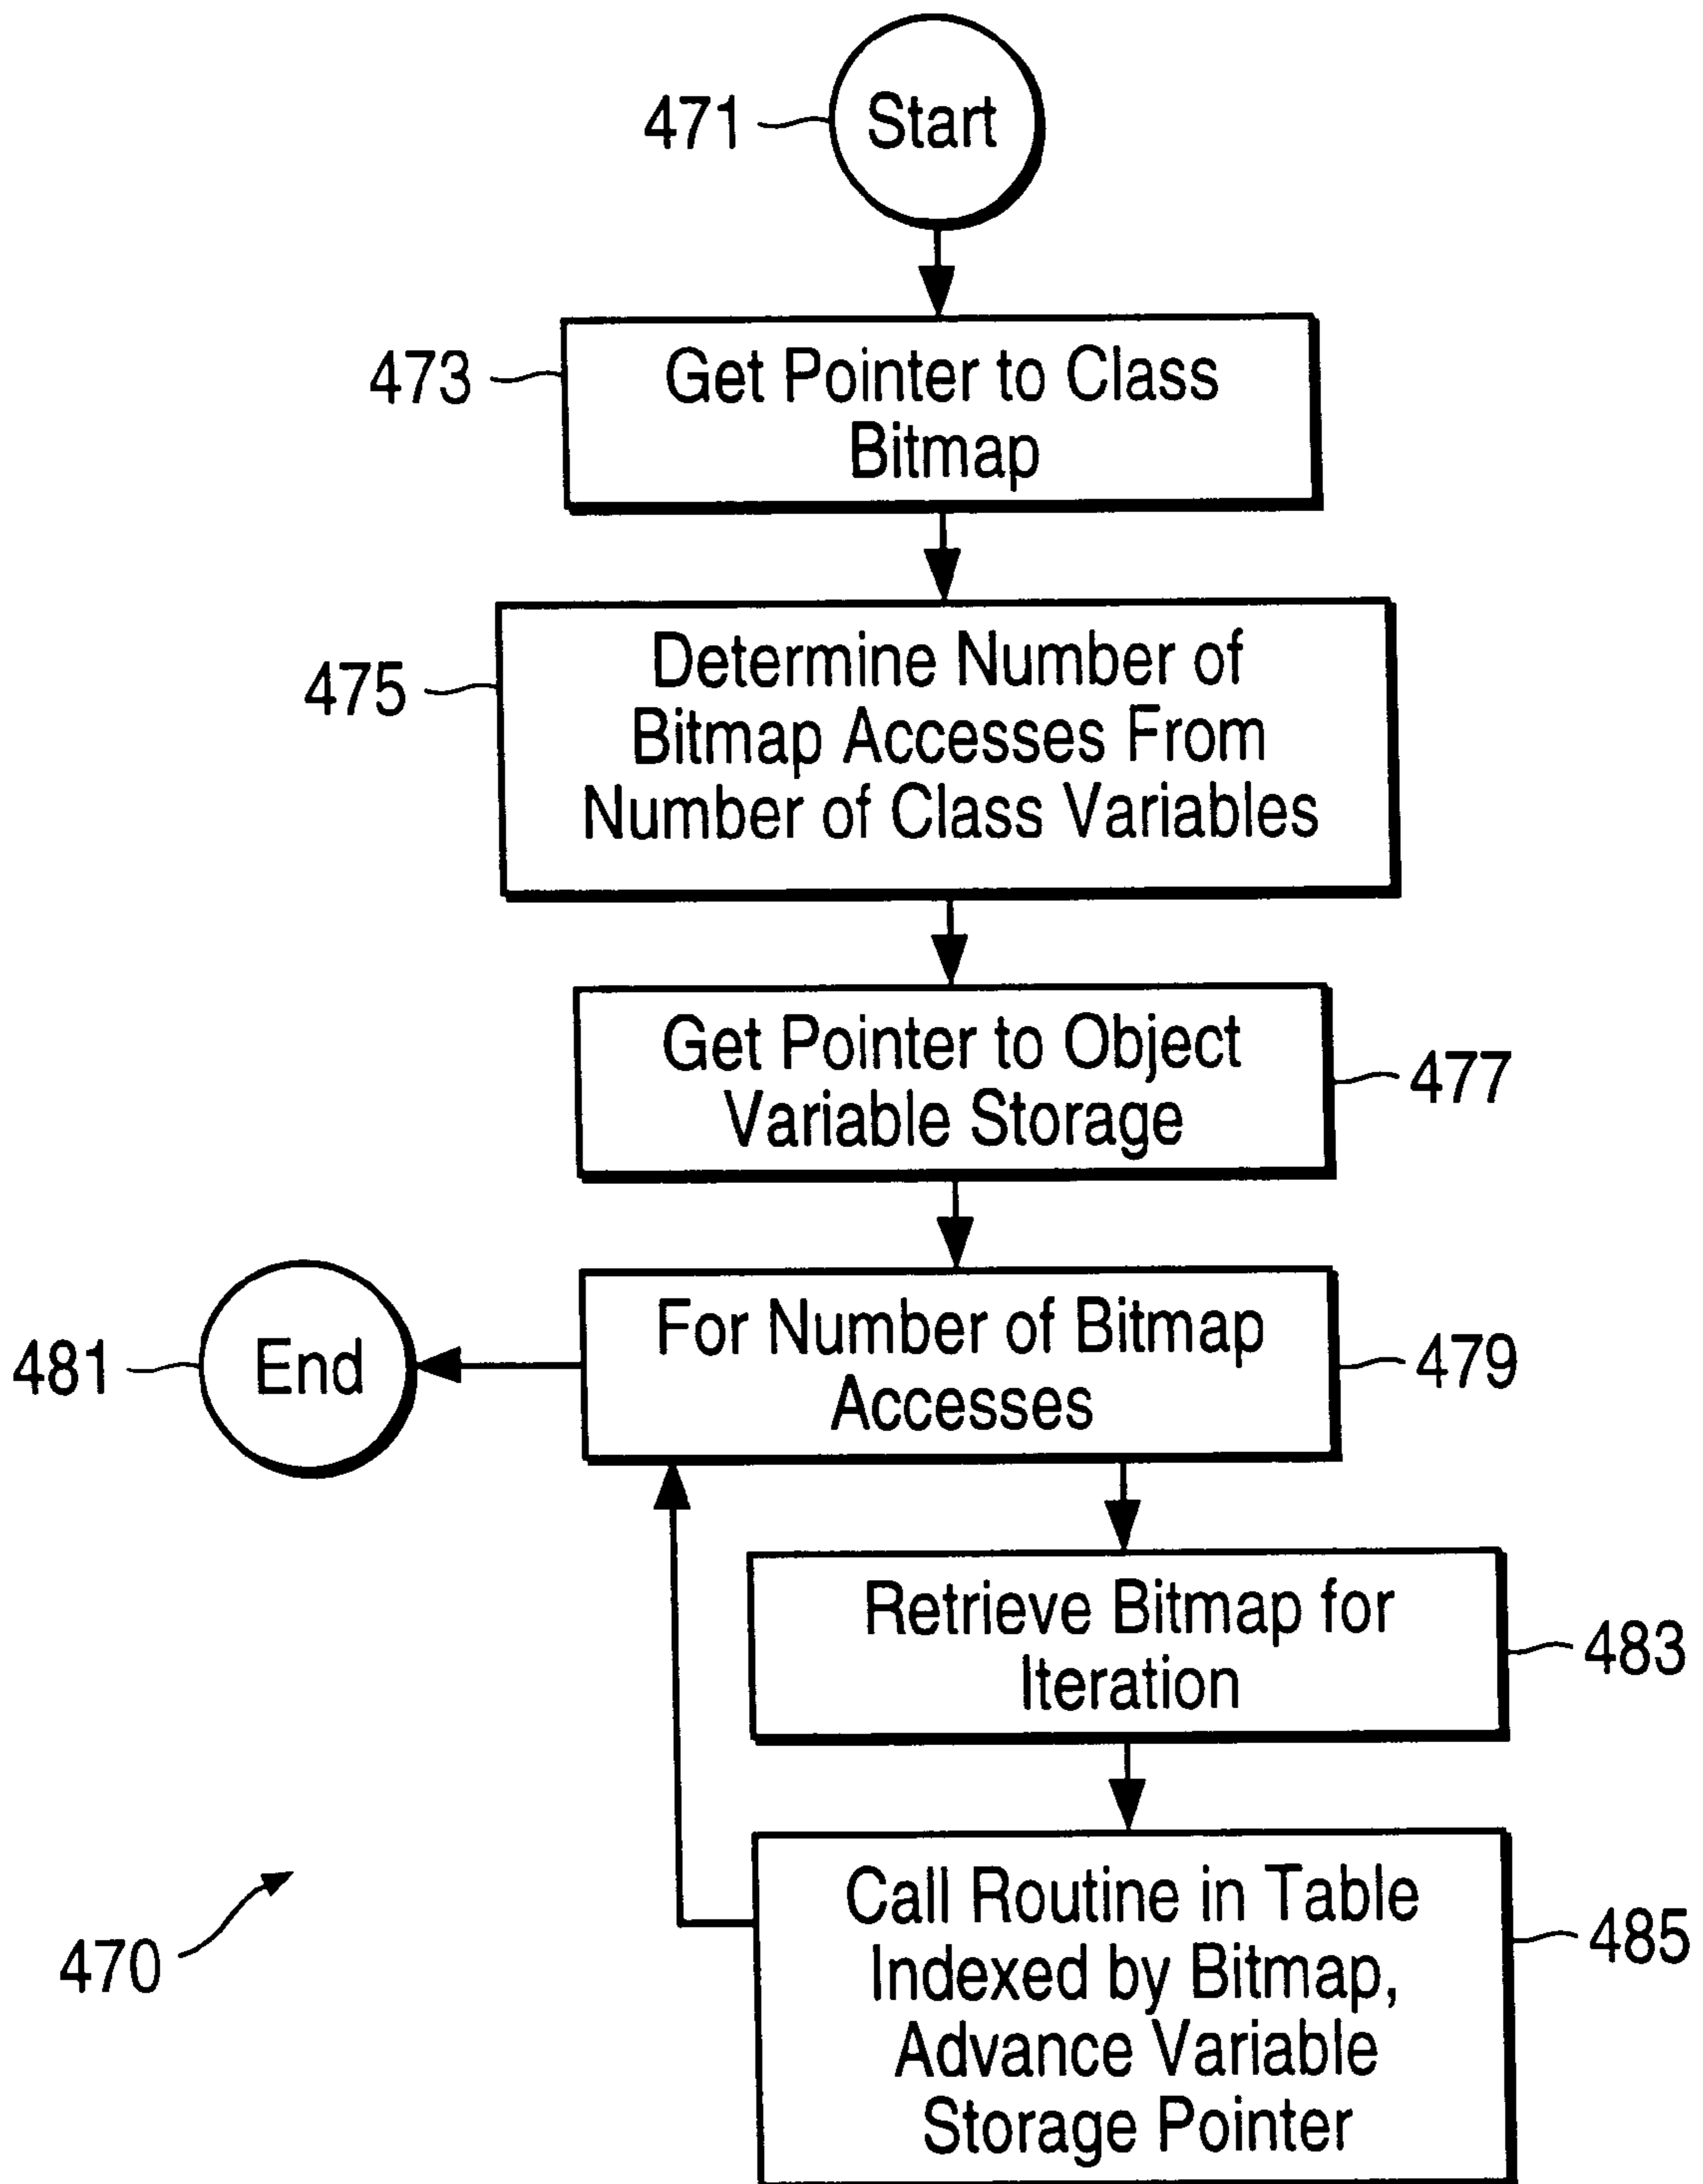 471
Start
473
Get Pointer to Class
Bitmap
475
Determine Number of
Bitmap Accesses From
Number of Class Variables
Get Pointer to Object
Variable Storage
477
481
End
For Number of Bitmap
Accesses
479
Retrieve Bitmap for
Iteration
483
470
Call Routine in Table
Indexed by Bitmap,
Advance Variable
Storage Pointer
485